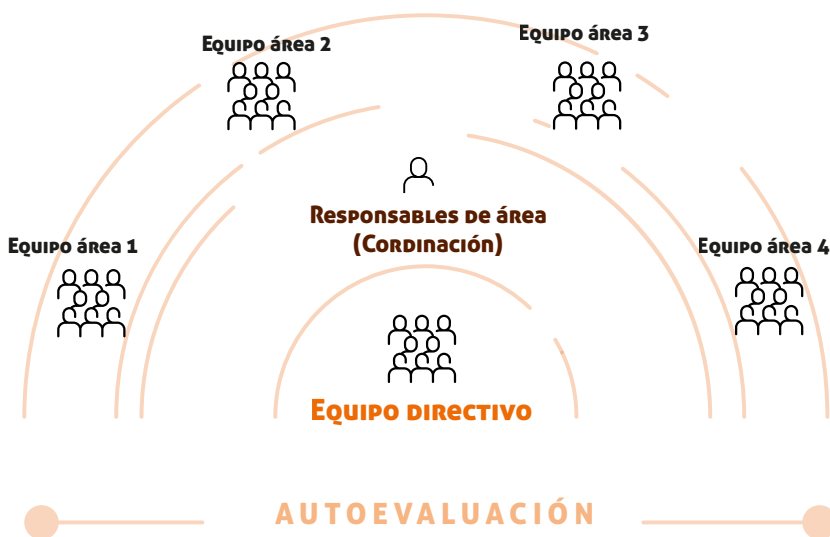 Equipo área 3
Equipo área 2
Responsables de área
(Cordinación)
Equipo área 1
Equipo área 4
Equipo directivo
AUTOEVALUACIÓN